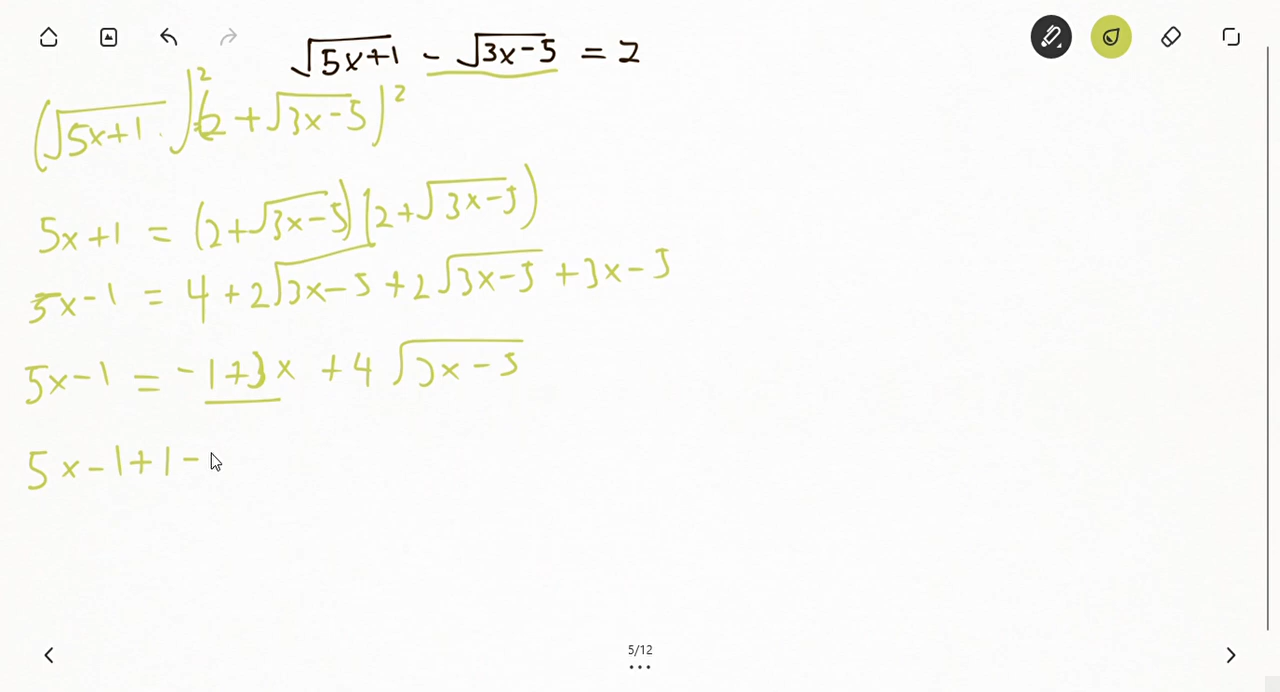 √(5x+1) - √(3x-5) = 2
(√(5x+1))² (2 + √(3x-5))²
5x+1 = (2+√(3x-5))(2+√(3x-5))
5x-1 = 4 + 2√(3x-5) + 2√(3x-5) + 3x-5
5x-1 = -1+3x + 4√(3x-5)
5x-1+1-
5/12